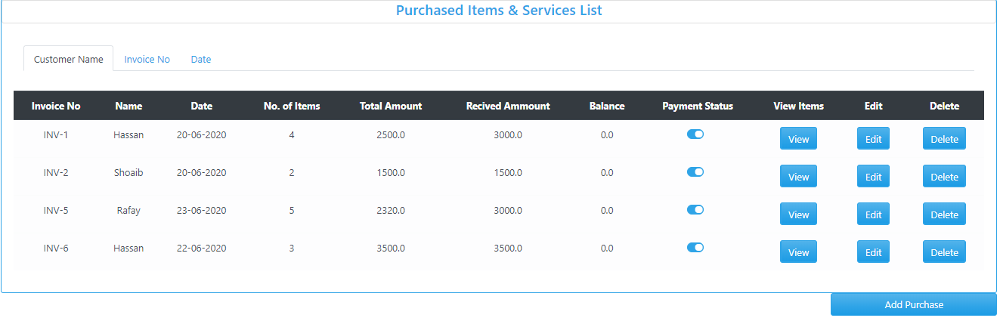 Purchased Items & Services List
Customer Name Invoice No Date
Invoice No Name Date No. of Items Total Amount Recived Ammount Balance Payment Status View Items Edit Delete
INV-1 Hassan 20-06-2020 4 2500.0 3000.0 0.0 View Edit Delete
INV-2 Shoaib 20-06-2020 2 1500.0 1500.0 0.0 View Edit Delete
INV-5 Rafay 23-06-2020 5 2320.0 3000.0 0.0 View Edit Delete
INV-6 Hassan 22-06-2020 3 3500.0 3500.0 0.0 View Edit Delete
Add Purchase